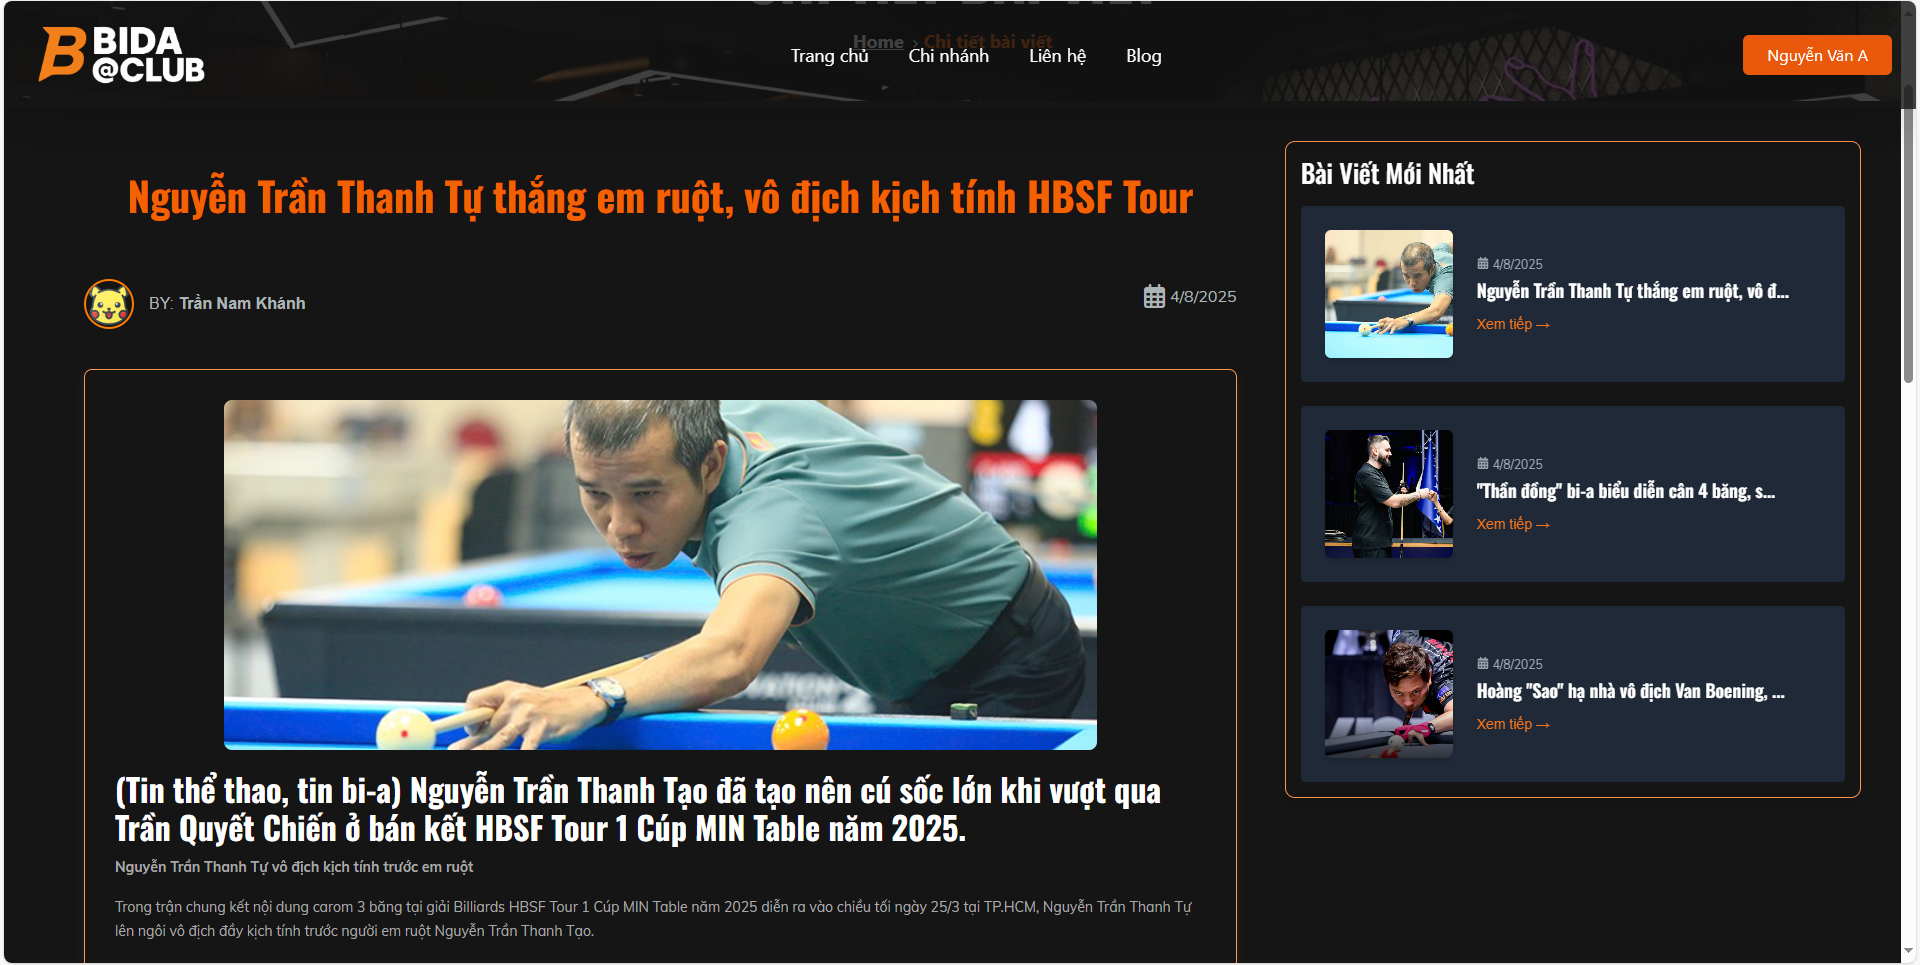 BIDA
@CLUB
Home › Chi tiết bài viết
Trang chủ
Chi nhánh
Liên hệ
Blog
Nguyễn Văn A
Nguyễn Trần Thanh Tự thắng em ruột, vô địch kịch tính HBSF Tour
BY: Trần Nam Khánh
4/8/2025
(Tin thể thao, tin bi-a) Nguyễn Trần Thanh Tạo đã tạo nên cú sốc lớn khi vượt qua
Trần Quyết Chiến ở bán kết HBSF Tour 1 Cúp MIN Table năm 2025.
Nguyễn Trần Thanh Tự vô địch kịch tính trước em ruột
Trong trận chung kết nội dung carom 3 băng tại giải Billiards HBSF Tour 1 Cúp MIN Table năm 2025 diễn ra vào chiều tối ngày 25/3 tại TP.HCM, Nguyễn Trần Thanh Tự
lên ngôi vô địch đầy kịch tính trước người em ruột Nguyễn Trần Thanh Tạo.
Bài Viết Mới Nhất
4/8/2025
Nguyễn Trần Thanh Tự thắng em ruột, vô đ...
Xem tiếp →
4/8/2025
"Thần đồng" bi-a biểu diễn cân 4 băng, s...
Xem tiếp →
4/8/2025
Hoàng "Sao" hạ nhà vô địch Van Boening, ...
Xem tiếp →